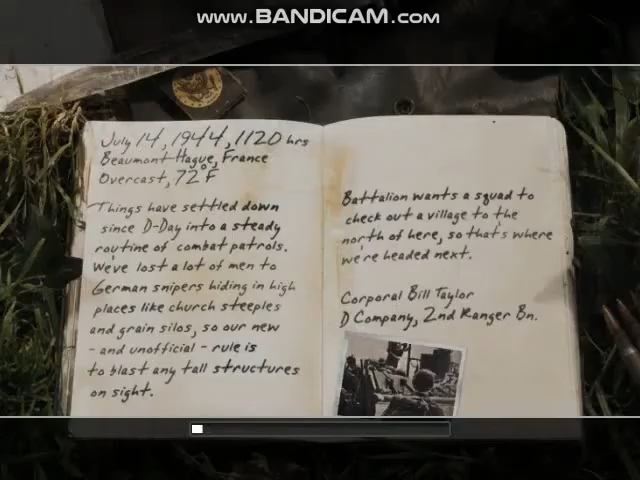 www.BANDICAM.com
July 14, 1944, 1120 hrs
Beaumont-Hague, France
Overcast, 72°F
Things have settled down
since D-Day into a steady
routine of combat patrols.
We've lost a lot of men to
German snipers hiding in high
places like church steeples
and grain silos, so our new
- and unofficial - rule is
to blast any tall structures
on sight.
Battalion wants a squad to
check out a village to the
north of here, so that's where
we're headed next.
Corporal Bill Taylor
D Company, 2nd Ranger Bn.